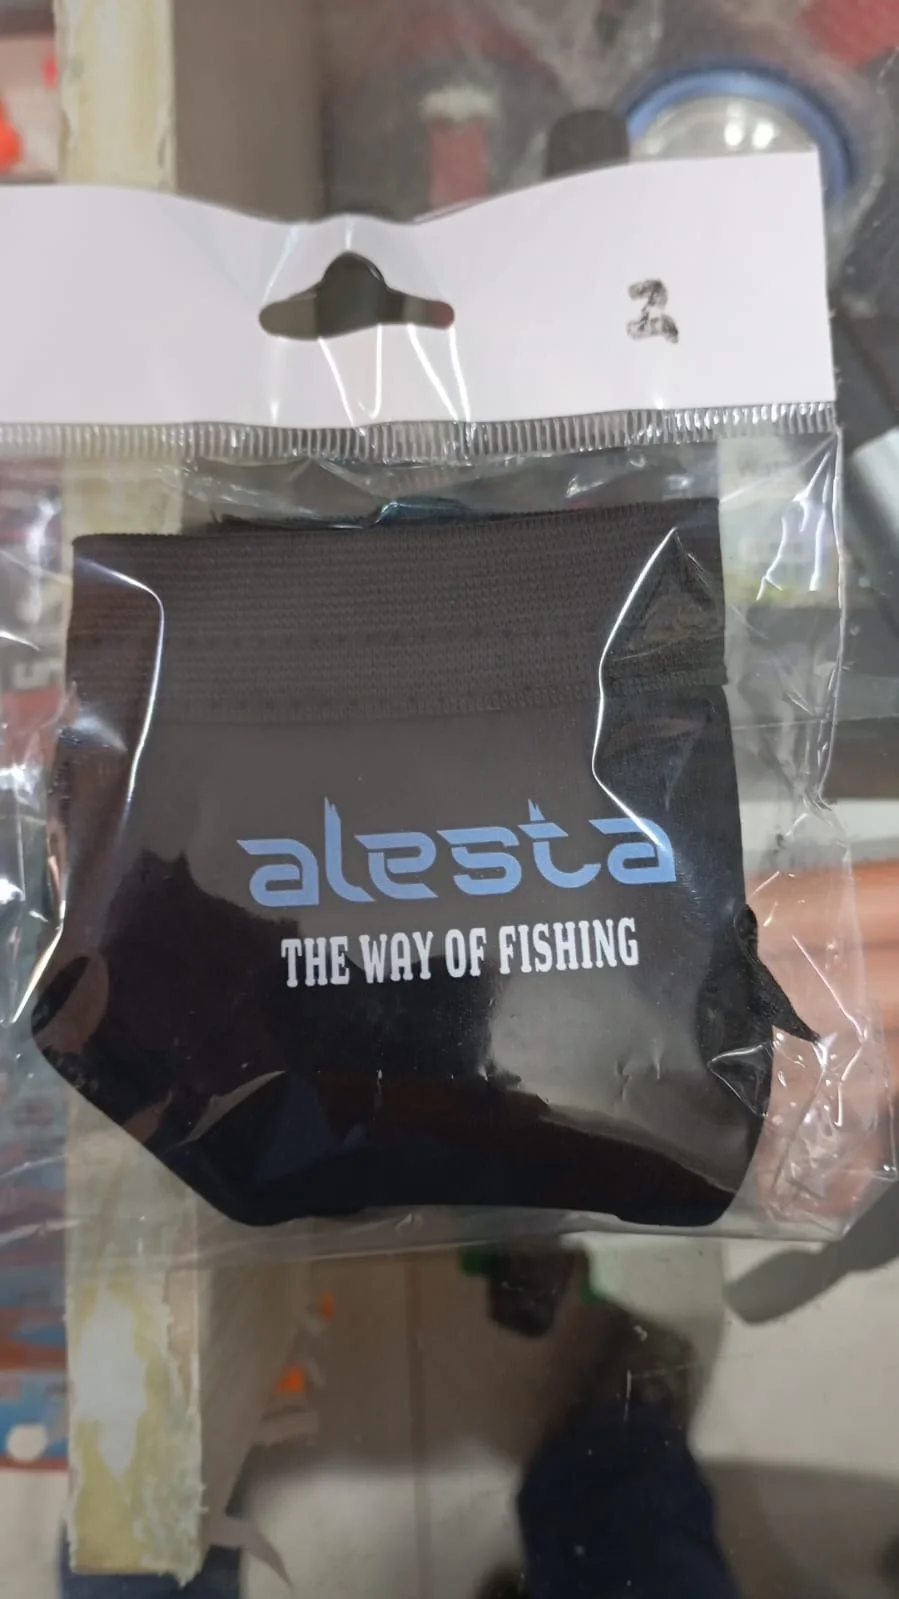 2
alesta
THE WAY OF FISHING